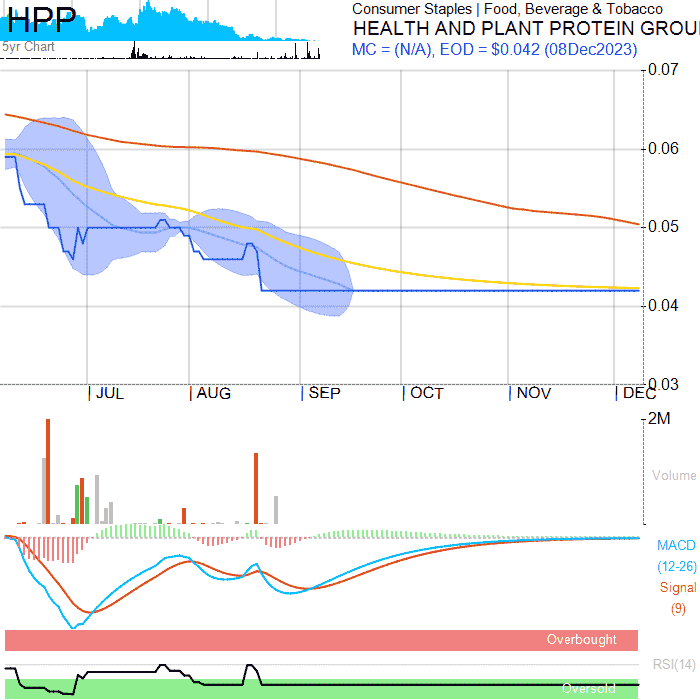 HPP
5yr Chart
Consumer Staples | Food, Beverage & Tobacco
HEALTH AND PLANT PROTEIN GROU
MC = (N/A), EOD = $0.042 (08Dec2023)
0.07
0.06
0.05
0.04
0.03
JUL AUG SEP OCT NOV DEC
2M
Volume
MACD
(12-26)
Signal
(9)
Overbought
RSI(14)
Oversold